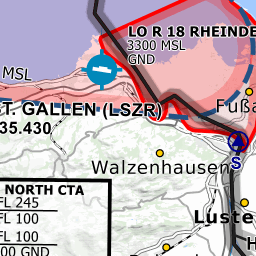 LO R 18 RHEINDE
3300 MSL
GND
MSL
ST. GALLEN (LSZR)
35.430
Fußa
Walzenhausen
S
NORTH CTA
FL 245
FL 100
FL 100
00 GND
Luste
H